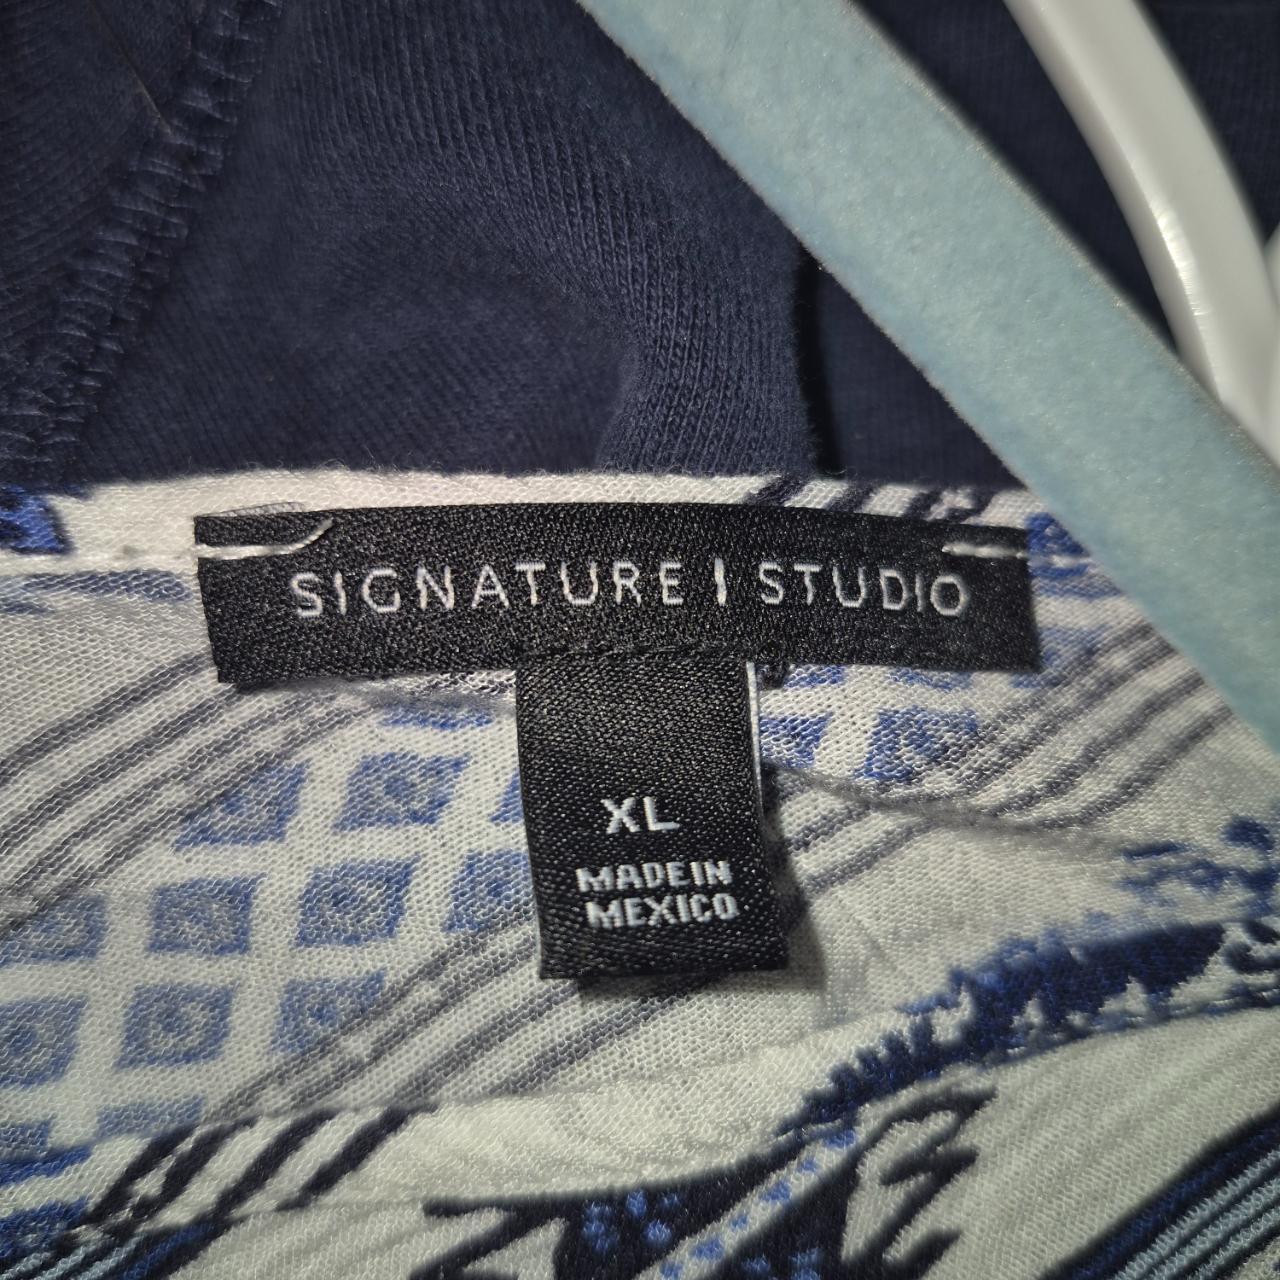 SIGNATURE | STUDIO
XL
MADE IN
MEXICO